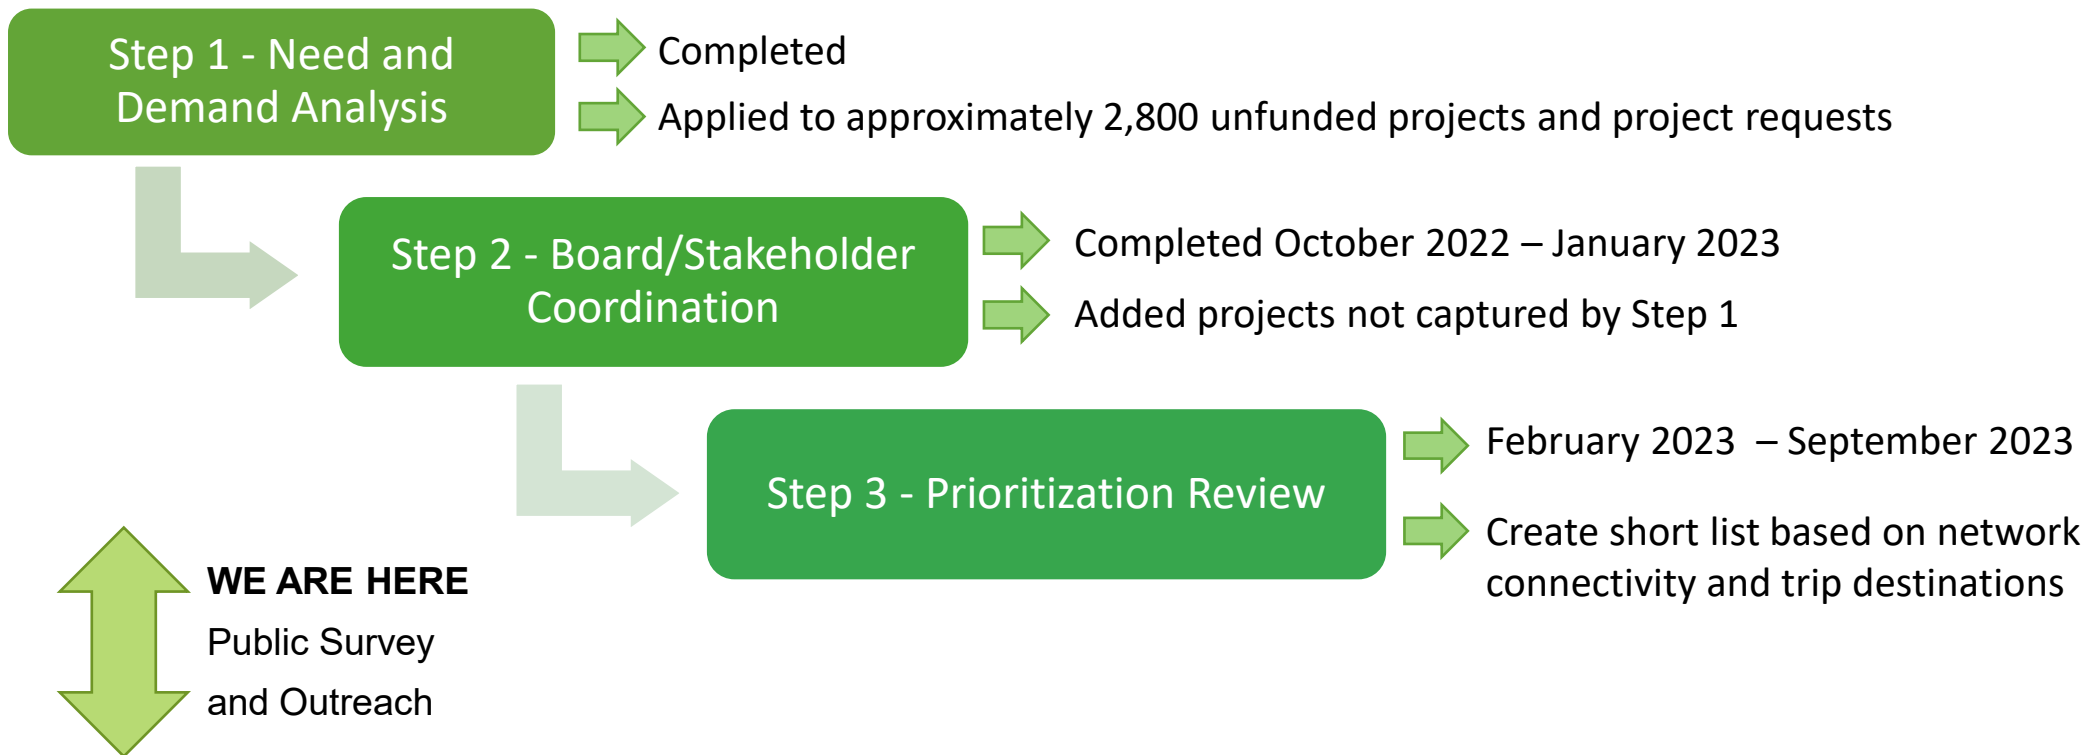 Step 1 - Need and
Demand Analysis
Completed
Applied to approximately 2,800 unfunded projects and project requests
Step 2 - Board/Stakeholder
Coordination
Completed October 2022 – January 2023
Added projects not captured by Step 1
Step 3 - Prioritization Review
February 2023 – September 2023
Create short list based on network
connectivity and trip destinations
WE ARE HERE
Public Survey
and Outreach